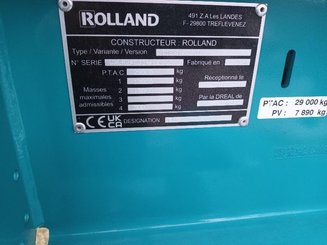 ROLLAND
491 Z.A Les LANDES
F - 29800 TREFLEVENEZ
CONSTRUCTEUR : ROLLAND
Type / Variante / Version
N° SERIE Fabriqué en
P T A C kg
1 kg Réceptionné le
Masses 2 kg
maximales 3 kg Par la DREAL de
admissibles 4 kg
CE UK CA DESIGNATION
PTAC : 29 000 kg
PV : 7 890 kg